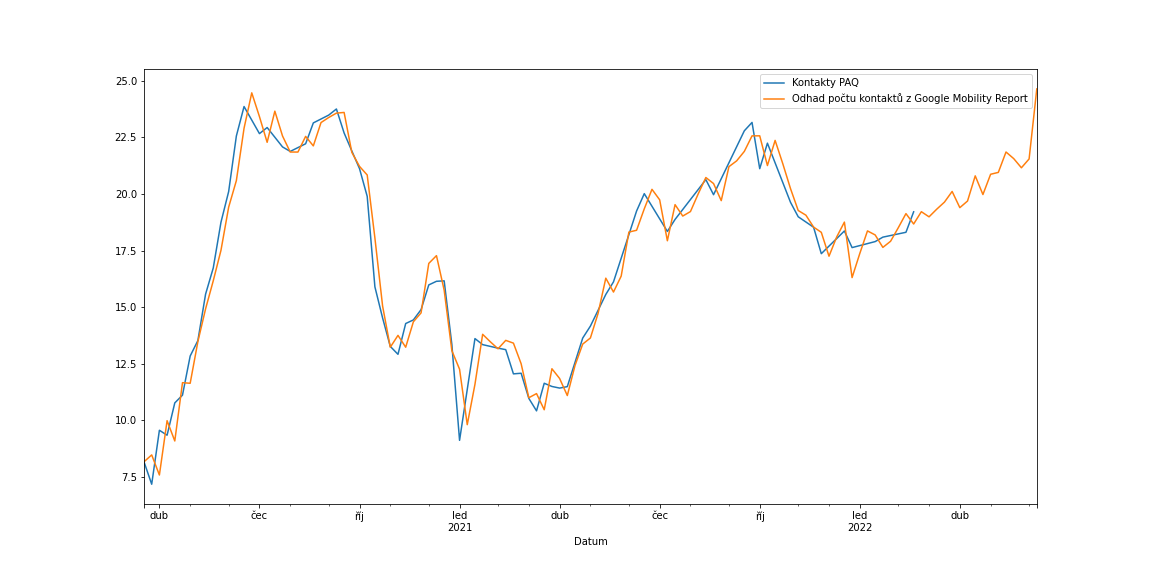 Kontakty PAQ
Odhad počtu kontaktů z Google Mobility Report
25.0
22.5
20.0
17.5
15.0
12.5
10.0
7.5
dub
čec
říj
led
2021
dub
čec
říj
led
2022
dub
Datum